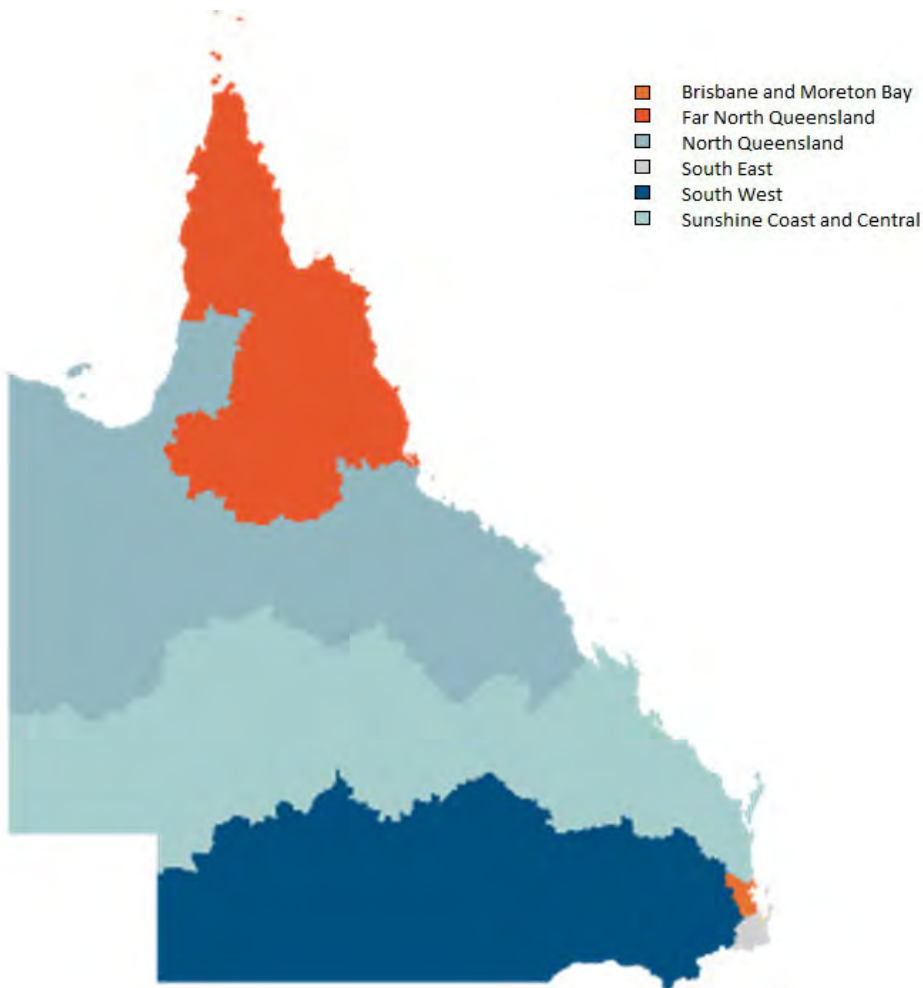 Brisbane and Moreton Bay
Far North Queensland
North Queensland
South East
South West
Sunshine Coast and Central